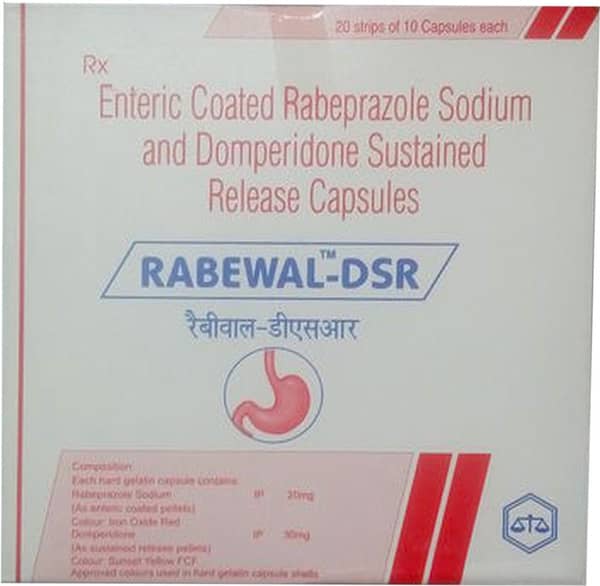 20 strips of 10 Capsules each
Rx
Enteric Coated Rabeprazole Sodium
and Domperidone Sustained
Release Capsules
RABEWAL™-DSR
रैबीवाल-डीएसआर
Composition
Each hard gelatin capsule contains
Rabeprazole Sodium IP 20mg
(As enteric coated pellets)
Colour: Iron Oxide Red
Domperidone IP 30mg
(As sustained release pellets)
Colour: Sunset Yellow FCF
Approved colours used in hard gelatin capsule shells